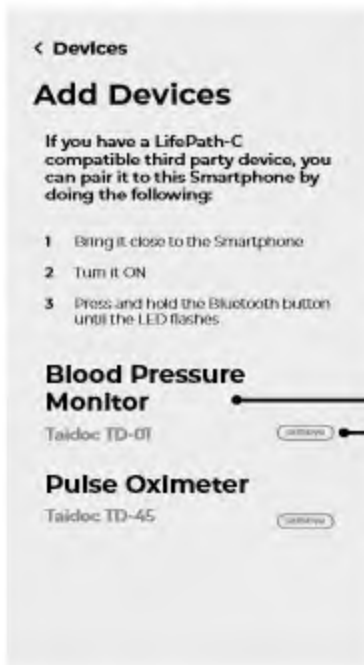 < Devices
Add Devices
If you have a LifePath-C
compatible third party device, you
can pair it to this Smartphone by
doing the following:
1 Bring it close to the Smartphone
2 Turn it ON
3 Press and hold the Bluetooth button
until the LED flashes
Blood Pressure
Monitor
Taidoc TD-01
Pulse Oximeter
Taidoc TD-45